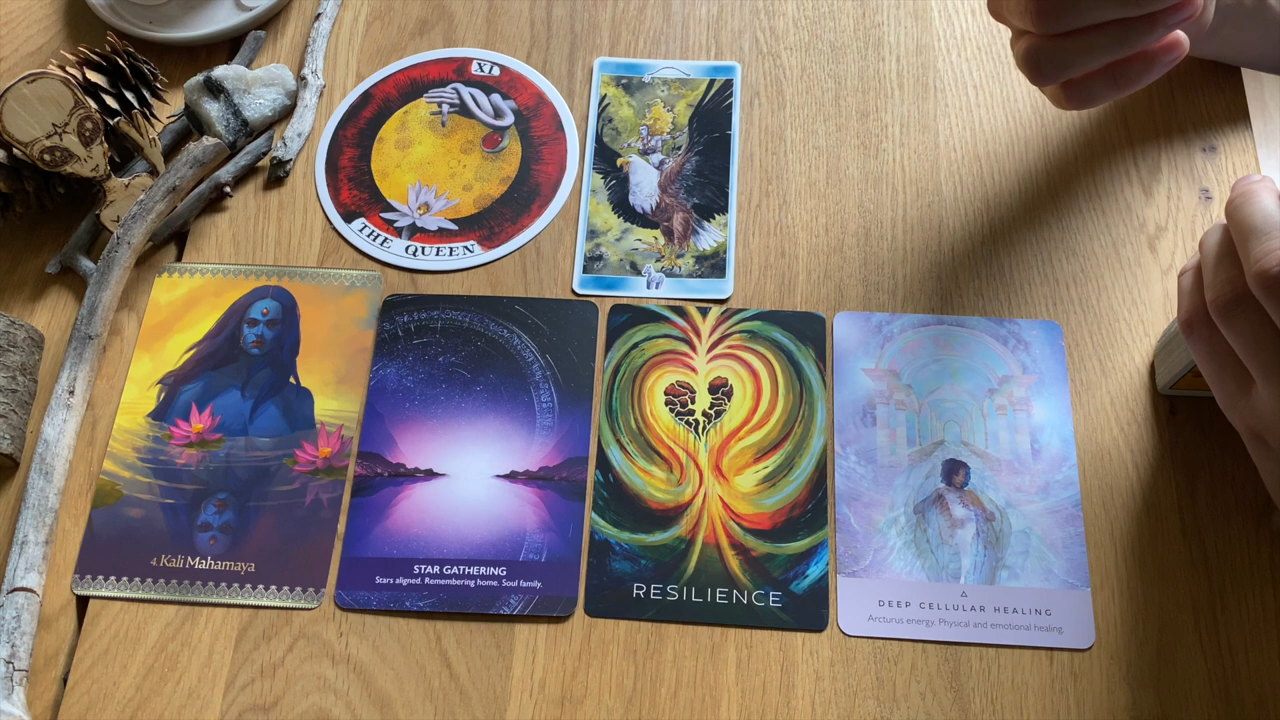 XI
THE QUEEN
4. Kali Mahamaya
STAR GATHERING
Stars aligned. Remembering home. Soul family.
RESILIENCE
DEEP CELLULAR HEALING
Arcturus energy. Physical and emotional healing.